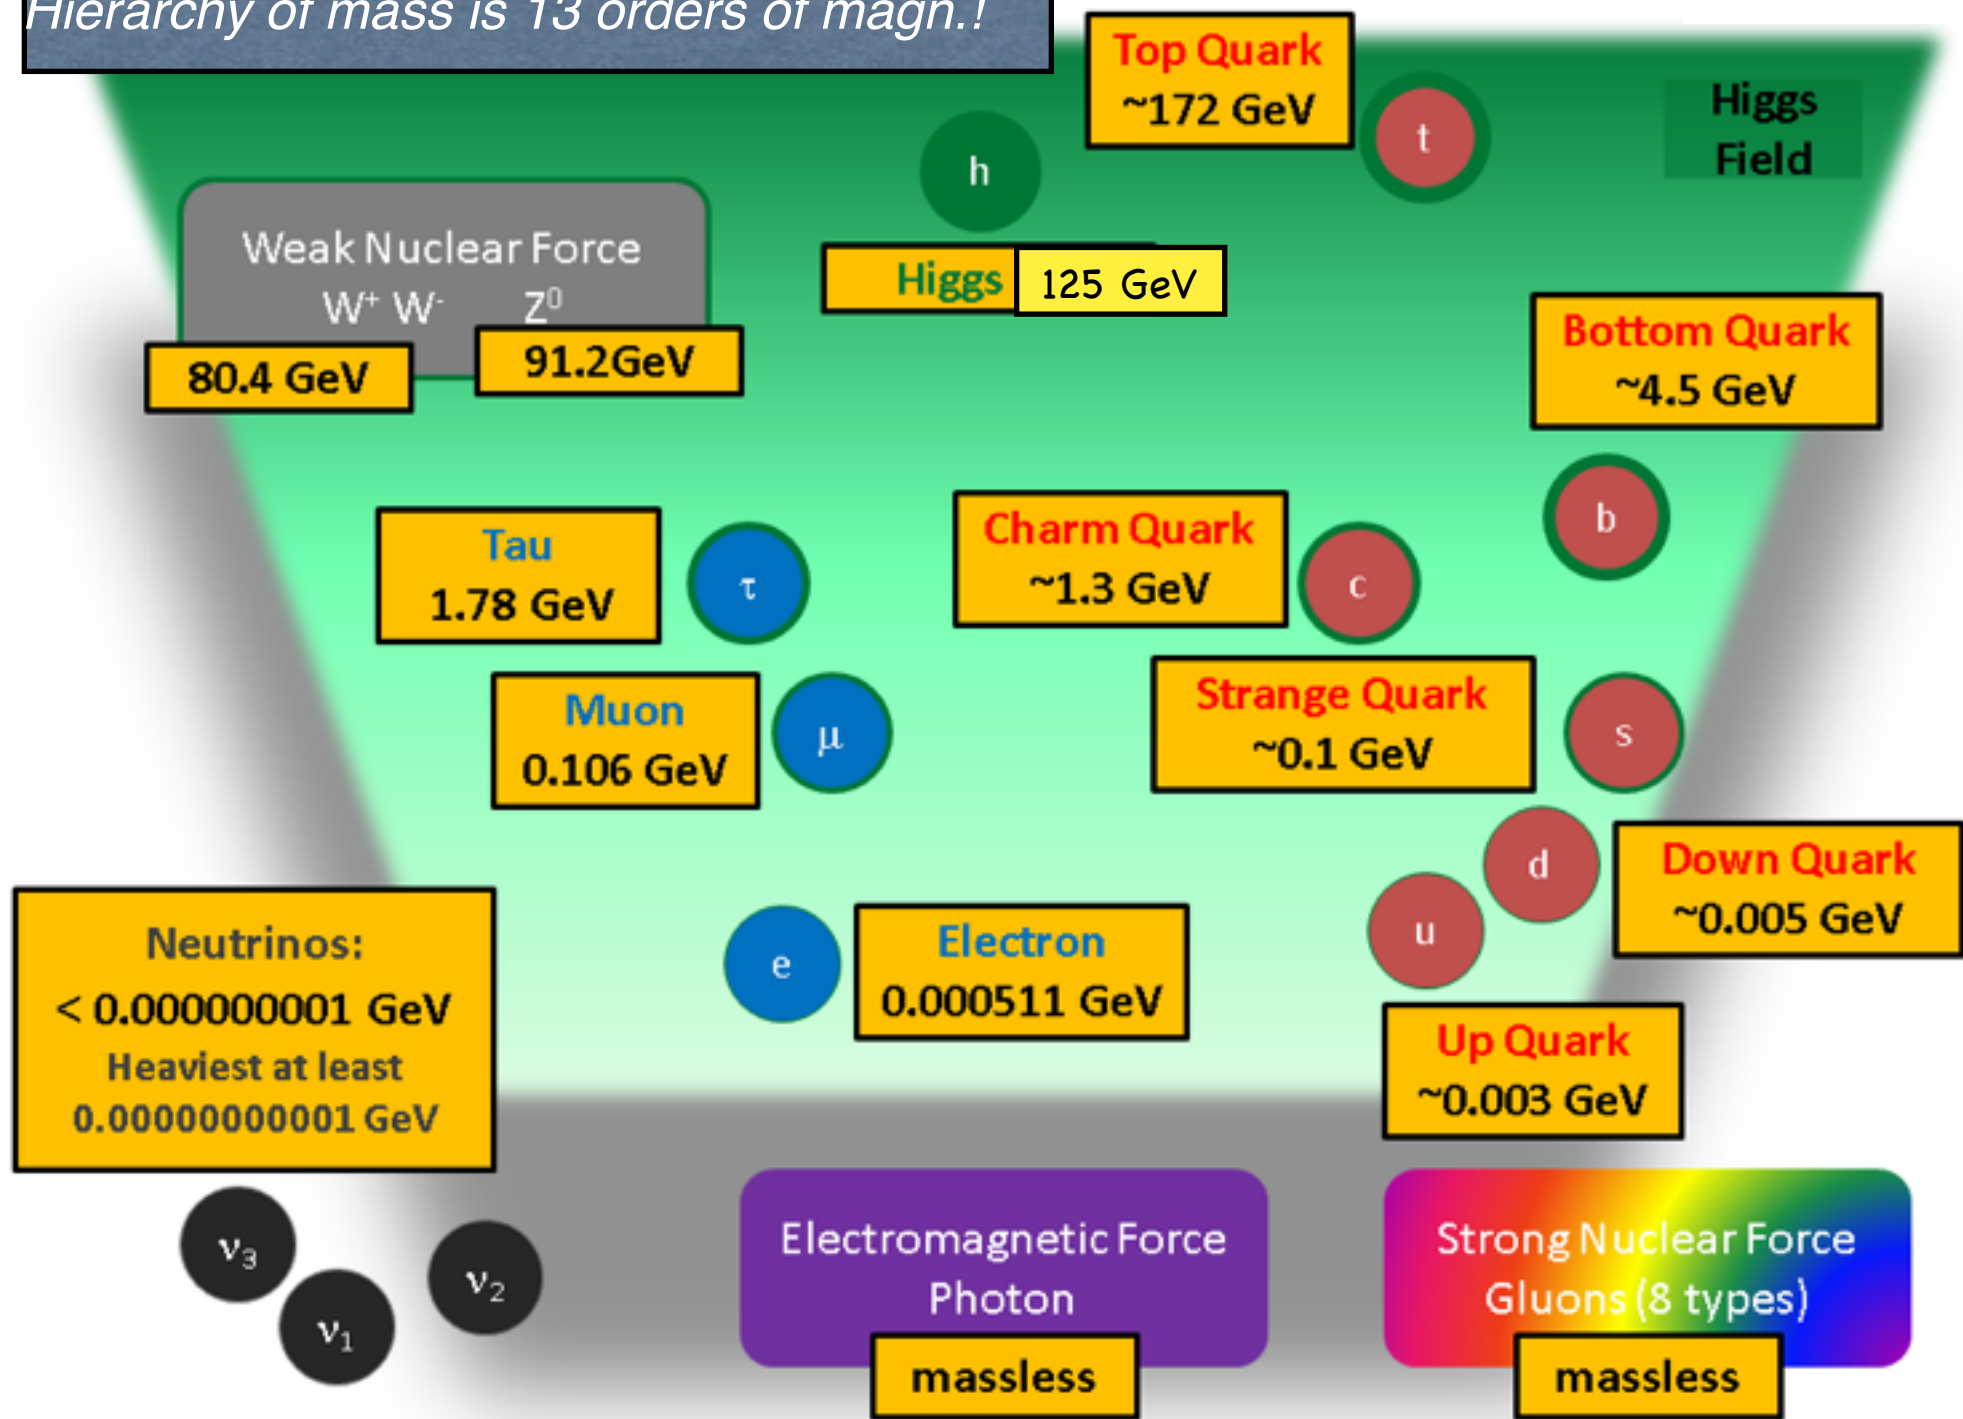 Hierarchy of mass is 13 orders of magn.!
Top Quark
~172 GeV
t
Higgs
Field
h
Higgs
125 GeV
Weak Nuclear Force
W⁺ W⁻ Z⁰
80.4 GeV
91.2GeV
Bottom Quark
~4.5 GeV
b
Tau
1.78 GeV
τ
Charm Quark
~1.3 GeV
c
Muon
0.106 GeV
μ
Strange Quark
~0.1 GeV
s
d
Down Quark
~0.005 GeV
u
Up Quark
~0.003 GeV
e
Electron
0.000511 GeV
Neutrinos:
< 0.000000001 GeV
Heaviest at least
0.00000000001 GeV
ν₃
ν₁
ν₂
Electromagnetic Force
Photon
massless
Strong Nuclear Force
Gluons (8 types)
massless